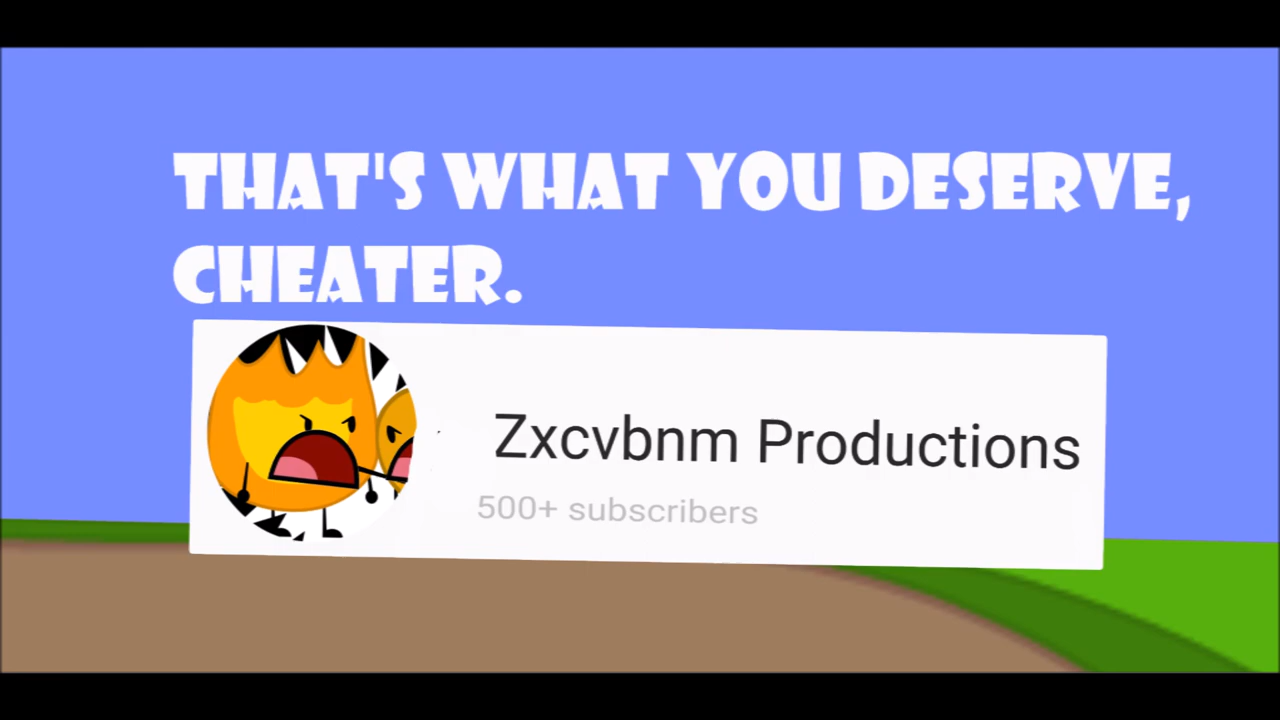 THAT'S WHAT YOU DESERVE,
CHEATER.
Zxcvbnm Productions
500+ subscribers